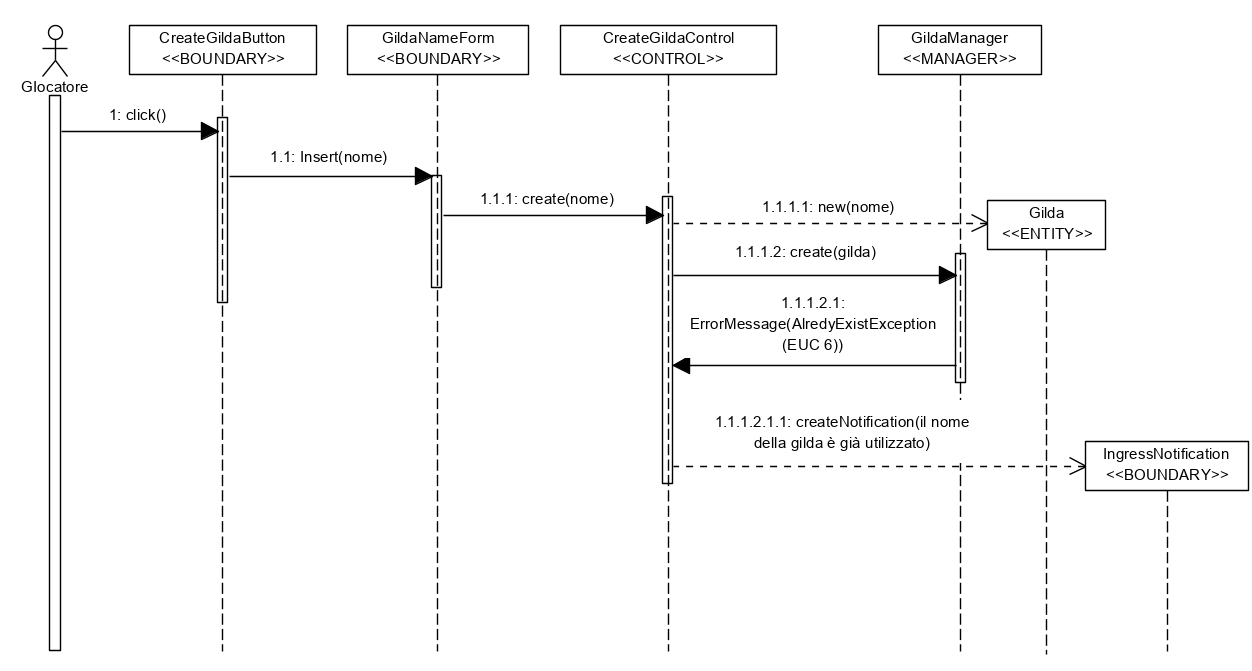 CreateGildaButton
<<BOUNDARY>>
GildaNameForm
<<BOUNDARY>>
CreateGildaControl
<<CONTROL>>
GildaManager
<<MANAGER>>
GIocatore
1: click()
1.1: Insert(nome)
1.1.1: create(nome)
1.1.1.1: new(nome)
Gilda
<<ENTITY>>
1.1.1.2: create(gilda)
1.1.1.2.1:
ErrorMessage(AlredyExistException
(EUC 6))
1.1.1.2.1.1: createNotification(il nome
della gilda è già utilizzato)
IngressNotification
<<BOUNDARY>>